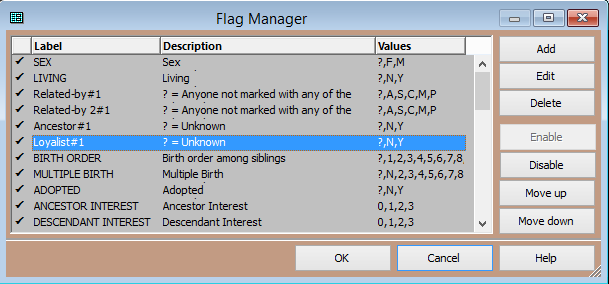 Flag Manager
Label Description Values
SEX Sex ?,F,M
LIVING Living ?,N,Y
Related-by#1 ? = Anyone not marked with any of the ?,A,S,C,M,P
Related-by 2#1 ? = Anyone not marked with any of the ?,A,S,C,M,P
Ancestor#1 ? = Unknown ?,N,Y
Loyalist#1 ? = Unknown ?,N,Y
BIRTH ORDER Birth order among siblings ?,1,2,3,4,5,6,7,8,
MULTIPLE BIRTH Multiple Birth ?,N,2,3,4,5,6,7,8
ADOPTED Adopted ?,N,Y
ANCESTOR INTEREST Ancestor Interest 0,1,2,3
DESCENDANT INTEREST Descendant Interest 0,1,2,3
Add
Edit
Delete
Enable
Disable
Move up
Move down
OK Cancel Help